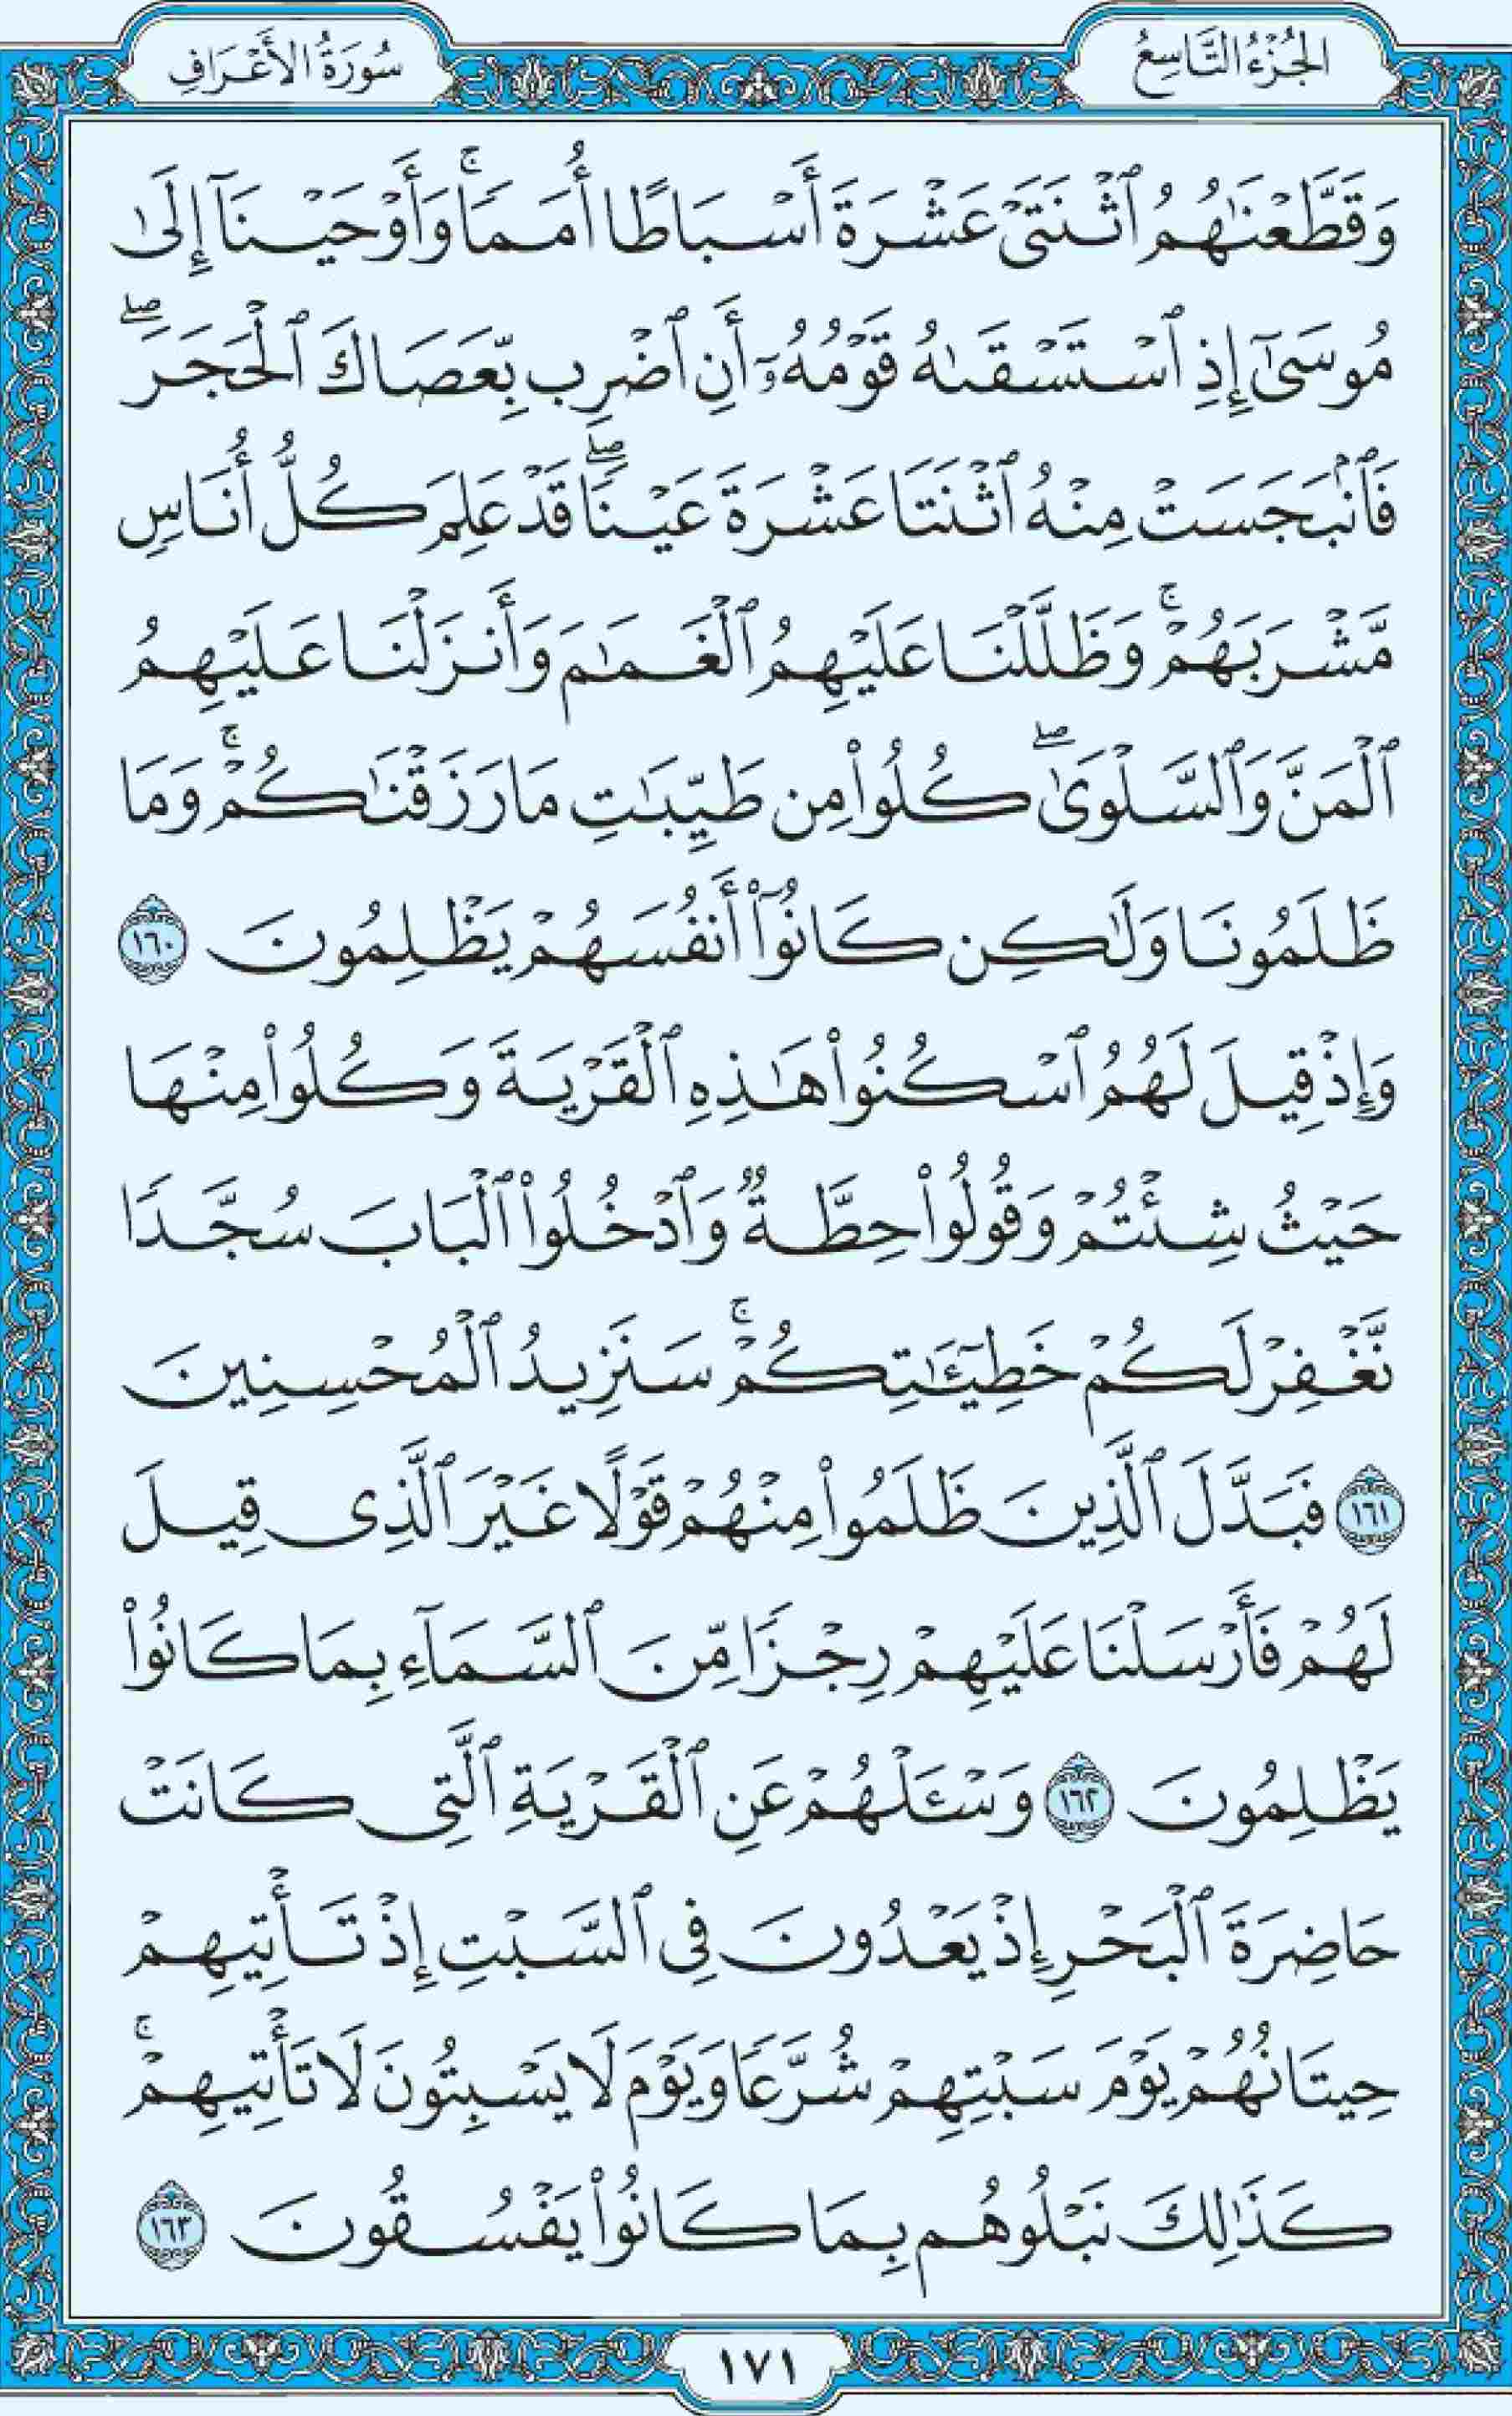 الجُزْءُ التَّاسِعُ
سُورَةُ الأَعْرَافِ
وَقَطَّعْنَٰهُمُ ٱثْنَتَىْ عَشْرَةَ أَسْبَاطًا أُمَمًا ۚ وَأَوْحَيْنَآ إِلَىٰ
مُوسَىٰٓ إِذِ ٱسْتَسْقَىٰهُ قَوْمُهُۥٓ أَنِ ٱضْرِب بِّعَصَاكَ ٱلْحَجَرَ ۖ
فَٱنۢبَجَسَتْ مِنْهُ ٱثْنَتَا عَشْرَةَ عَيْنًا ۖ قَدْ عَلِمَ كُلُّ أُنَاسٍ
مَّشْرَبَهُمْ ۚ وَظَلَّلْنَا عَلَيْهِمُ ٱلْغَمَٰمَ وَأَنزَلْنَا عَلَيْهِمُ
ٱلْمَنَّ وَٱلسَّلْوَىٰ ۖ كُلُوا۟ مِن طَيِّبَٰتِ مَا رَزَقْنَٰكُمْ ۚ وَمَا
ظَلَمُونَا وَلَٰكِن كَانُوٓا۟ أَنفُسَهُمْ يَظْلِمُونَ ١٦٠
وَإِذْ قِيلَ لَهُمُ ٱسْكُنُوا۟ هَٰذِهِ ٱلْقَرْيَةَ وَكُلُوا۟ مِنْهَا
حَيْثُ شِئْتُمْ وَقُولُوا۟ حِطَّةٌ وَٱدْخُلُوا۟ ٱلْبَابَ سُجَّدًا
نَّغْفِرْ لَكُمْ خَطِيٓـَٰٔتِكُمْ ۚ سَنَزِيدُ ٱلْمُحْسِنِينَ
١٦١ فَبَدَّلَ ٱلَّذِينَ ظَلَمُوا۟ مِنْهُمْ قَوْلًا غَيْرَ ٱلَّذِى قِيلَ
لَهُمْ فَأَرْسَلْنَا عَلَيْهِمْ رِجْزًا مِّنَ ٱلسَّمَآءِ بِمَا كَانُوا۟
يَظْلِمُونَ ١٦٢ وَسْـَٔلْهُمْ عَنِ ٱلْقَرْيَةِ ٱلَّتِى كَانَتْ
حَاضِرَةَ ٱلْبَحْرِ إِذْ يَعْدُونَ فِى ٱلسَّبْتِ إِذْ تَأْتِيهِمْ
حِيتَانُهُمْ يَوْمَ سَبْتِهِمْ شُرَّعًا وَيَوْمَ لَا يَسْبِتُونَ لَا تَأْتِيهِمْ ۚ
كَذَٰلِكَ نَبْلُوهُم بِمَا كَانُوا۟ يَفْسُقُونَ ١٦٣
١٧١